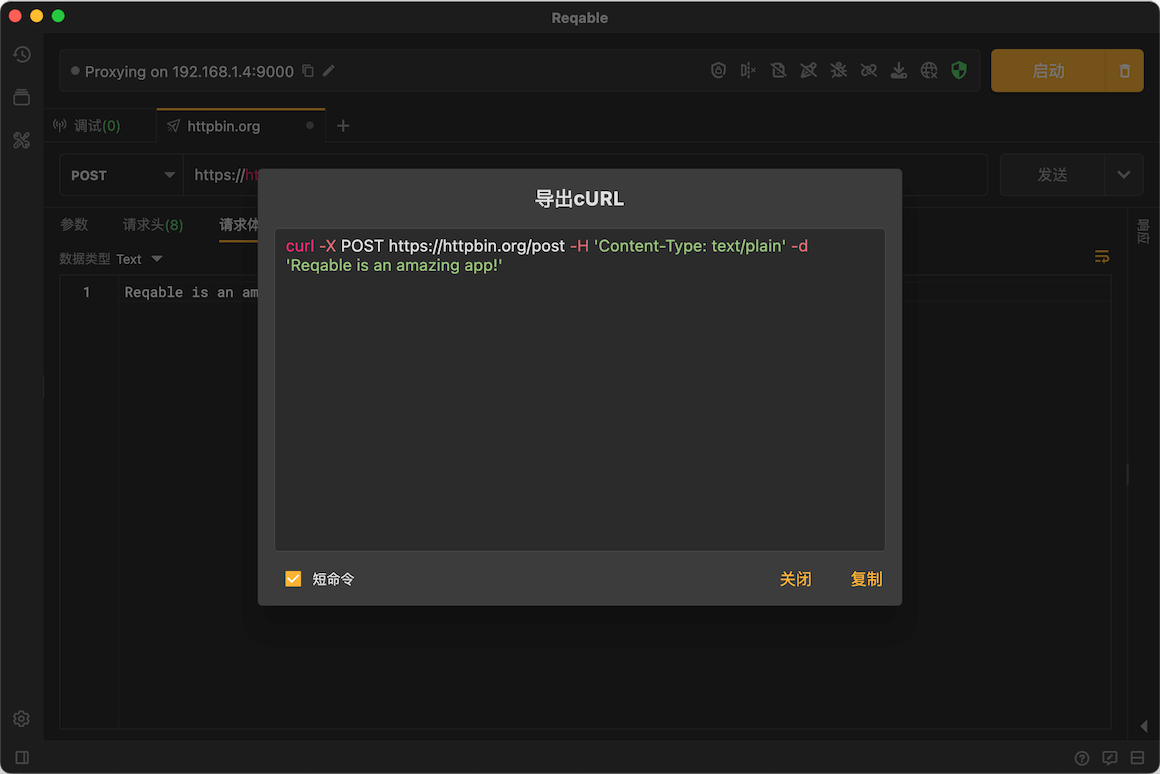 Reqable
Proxying on 192.168.1.4:9000
启动
调试(0)
httpbin.org
POST
https://ht
发送
参数
请求头(8)
请求体
响应
数据类型 Text
1
Reqable is an am
导出cURL
curl -X POST https://httpbin.org/post -H 'Content-Type: text/plain' -d
'Reqable is an amazing app!'
短命令
关闭
复制